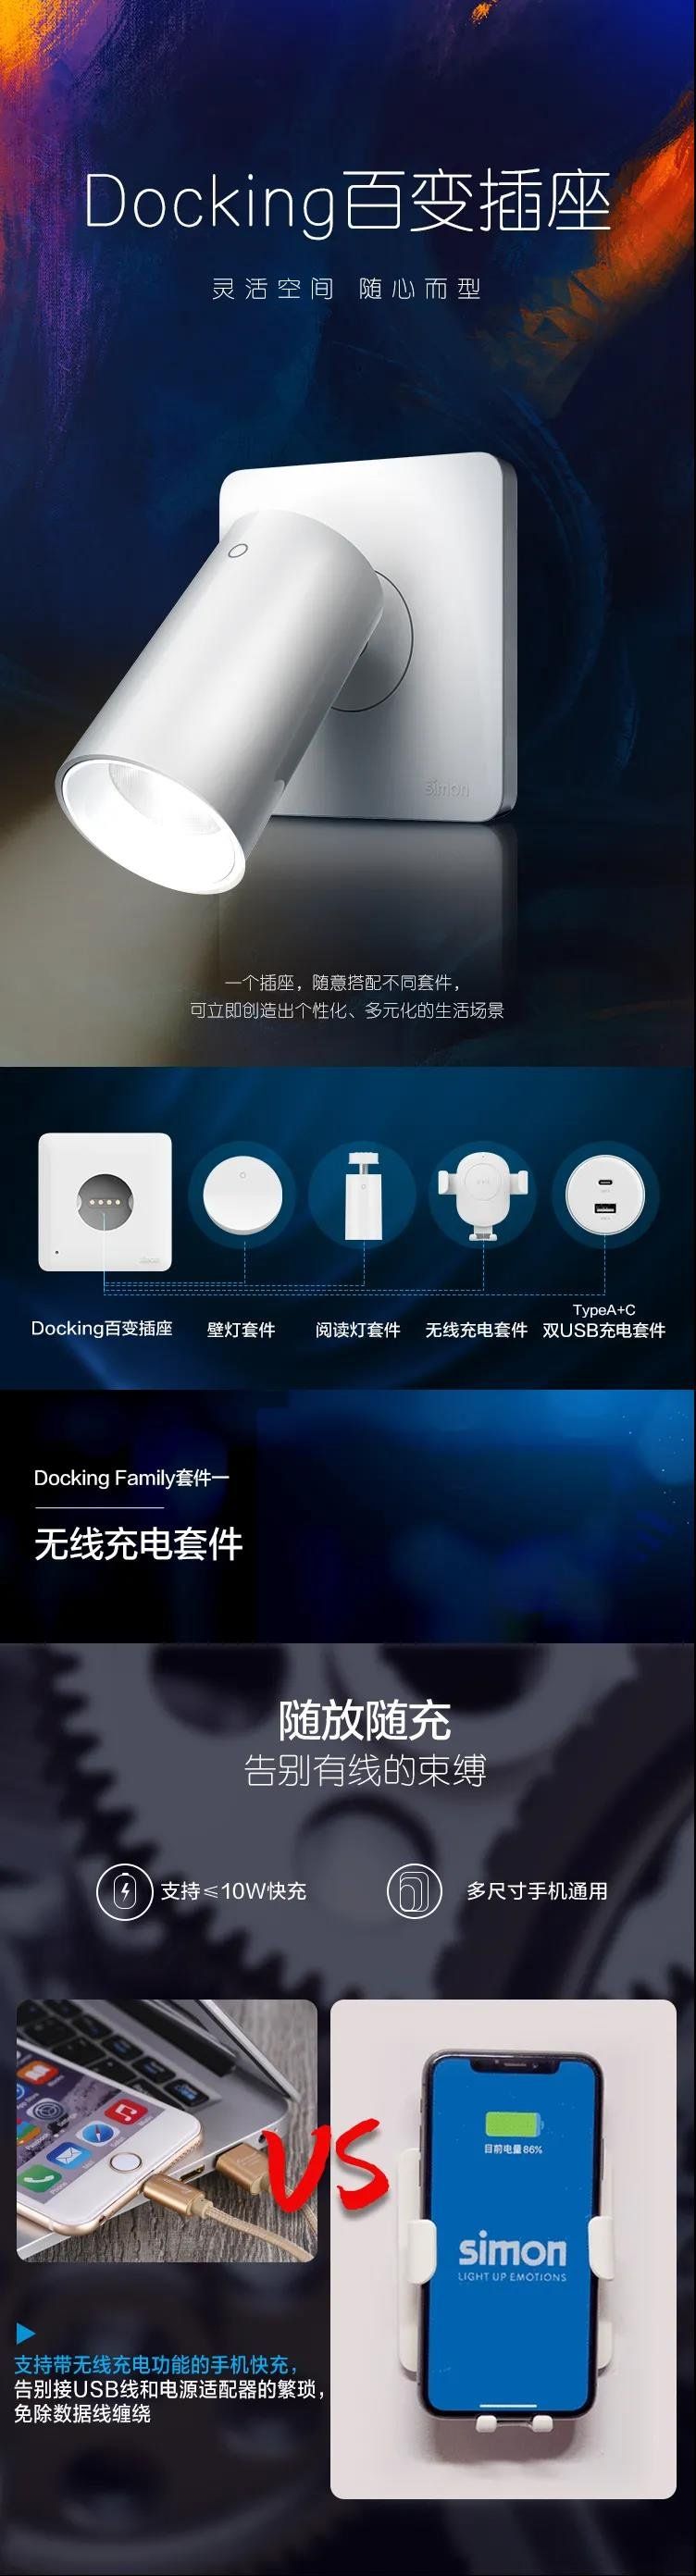 Docking百变插座
灵活空间 随心而型
simon
一个插座，随意搭配不同套件，
可立即创造出个性化、多元化的生活场景
simon
Docking百变插座
壁灯套件
阅读灯套件
无线充电套件
TypeA+C
双USB充电套件
Docking Family套件一
无线充电套件
随放随充
告别有线的束缚
支持≤10W快充
多尺寸手机通用
VS
目前电量86%
simon
LIGHT UP EMOTIONS
支持带无线充电功能的手机快充，
告别接USB线和电源适配器的繁琐，
免除数据线缠绕